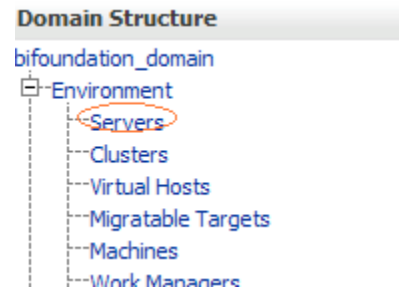 Domain Structure
bifoundation_domain
Environment
Servers
Clusters
Virtual Hosts
Migratable Targets
Machines
Work Managers